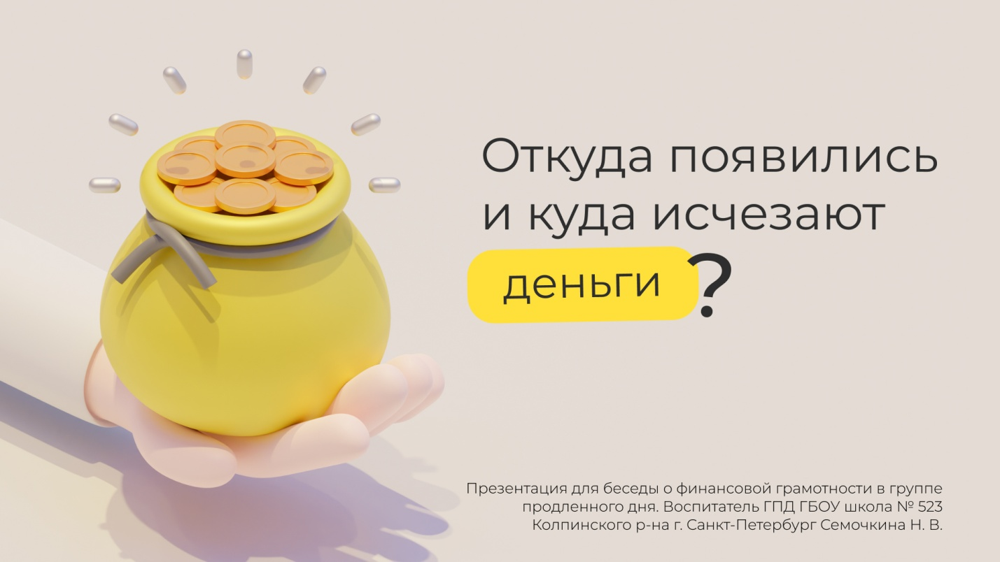 Откуда появились
и куда исчезают
деньги?
Презентация для беседы о финансовой грамотности в группе
продленного дня. Воспитатель ГПД ГБОУ школа № 523
Колпинского р-на г. Санкт-Петербург Семочкина Н. В.